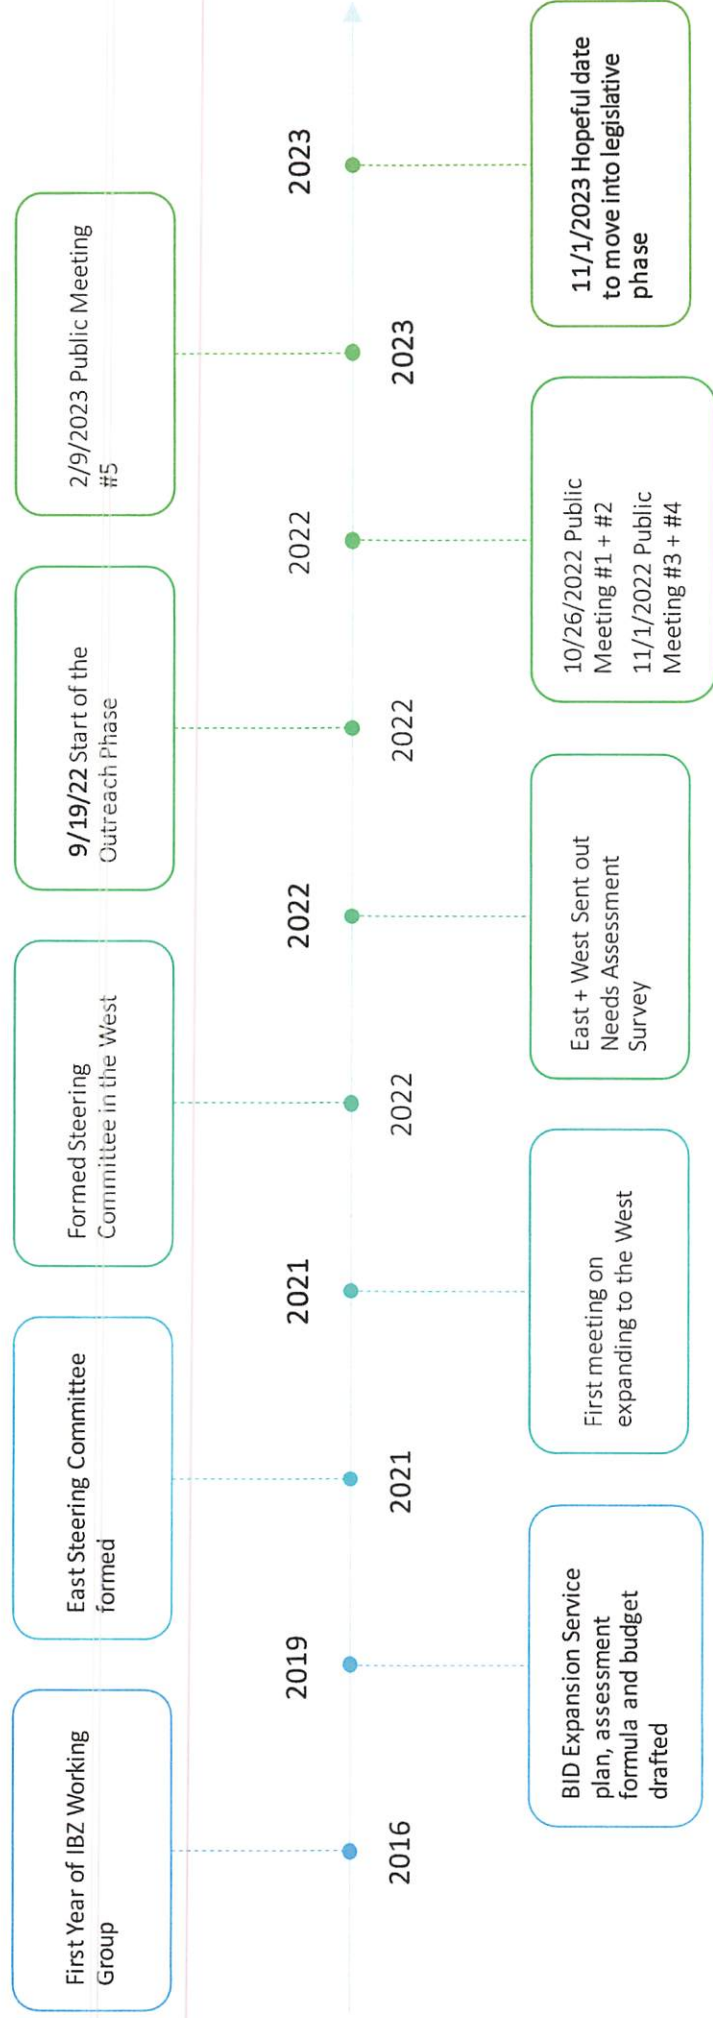 First Year of IBZ Working
Group
2016
2019
BID Expansion Service
plan, assessment
formula and budget
drafted
East Steering Committee
formed
2021
2021
First meeting on
expanding to the West
Formed Steering
Committee in the West
2022
2022
East + West Sent out
Needs Assessment
Survey
9/19/22 Start of the
Outreach Phase
2022
2022
10/26/2022 Public
Meeting #1 + #2
11/1/2022 Public
Meeting #3 + #4
2/9/2023 Public Meeting
#5
2023
2023
11/1/2023 Hopeful date
to move into legislative
phase